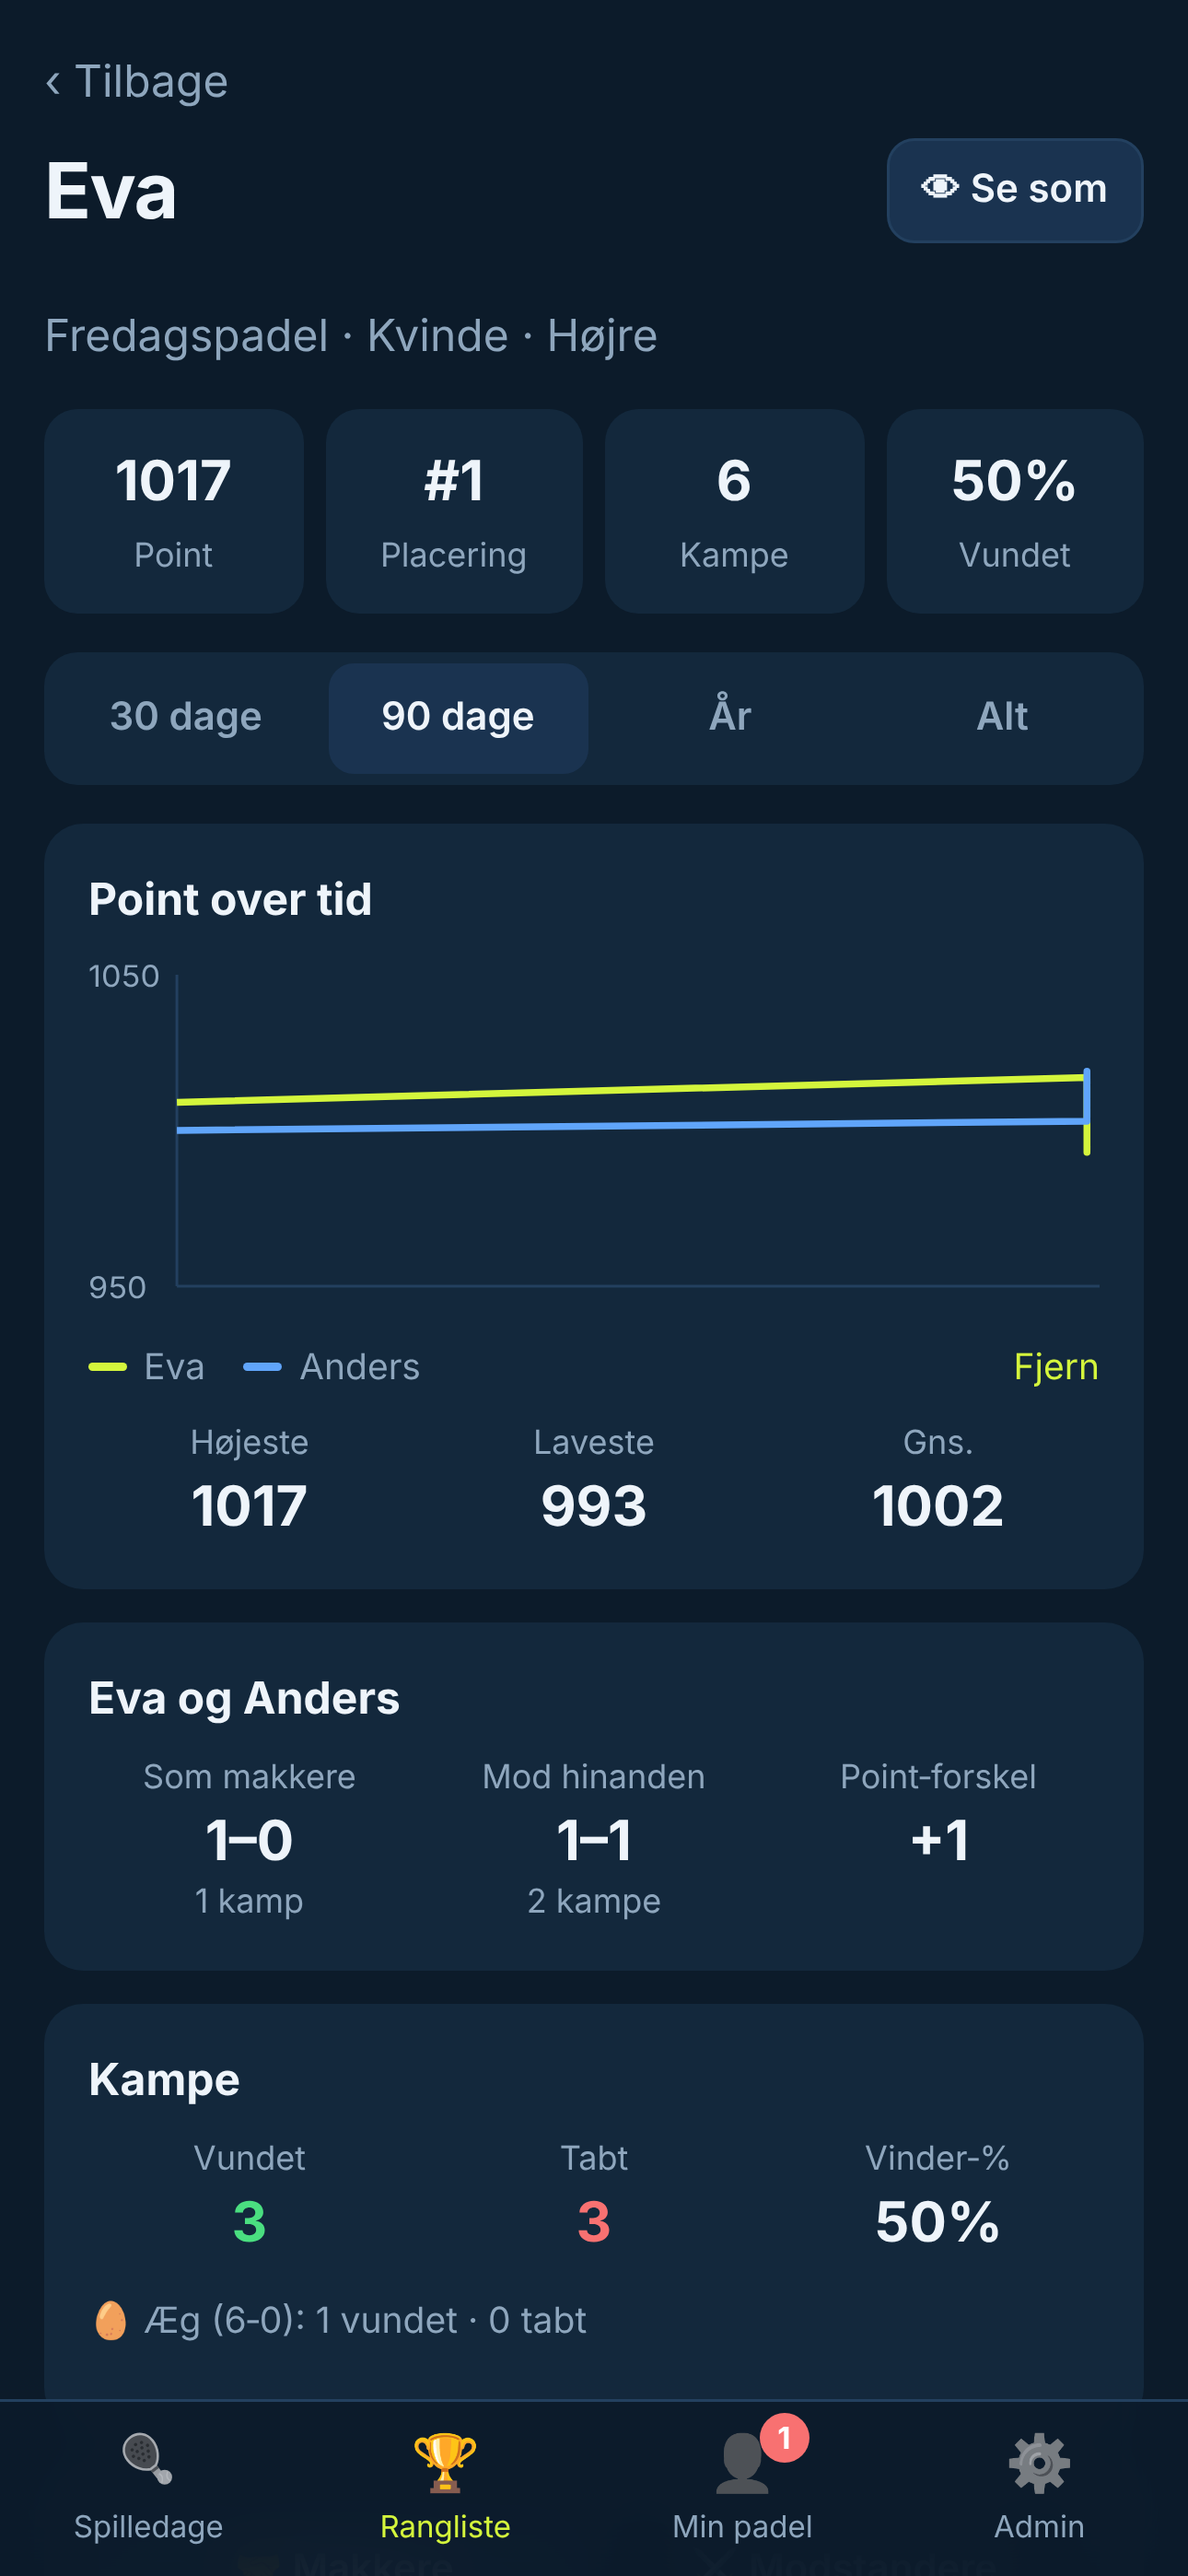 ‹ Tilbage
Eva
Se som
Fredagspadel · Kvinde · Højre
1017 #1 6 50%
Point Placering Kampe Vundet
30 dage 90 dage År Alt
Point over tid
1050
950
Eva Anders Fjern
Højeste Laveste Gns.
1017 993 1002
Eva og Anders
Som makkere Mod hinanden Point-forskel
1–0 1–1 +1
1 kamp 2 kampe
Kampe
Vundet Tabt Vinder-%
3 3 50%
Æg (6-0): 1 vundet · 0 tabt
1
Spilledage Rangliste Min padel Admin
Makkere Modstandere